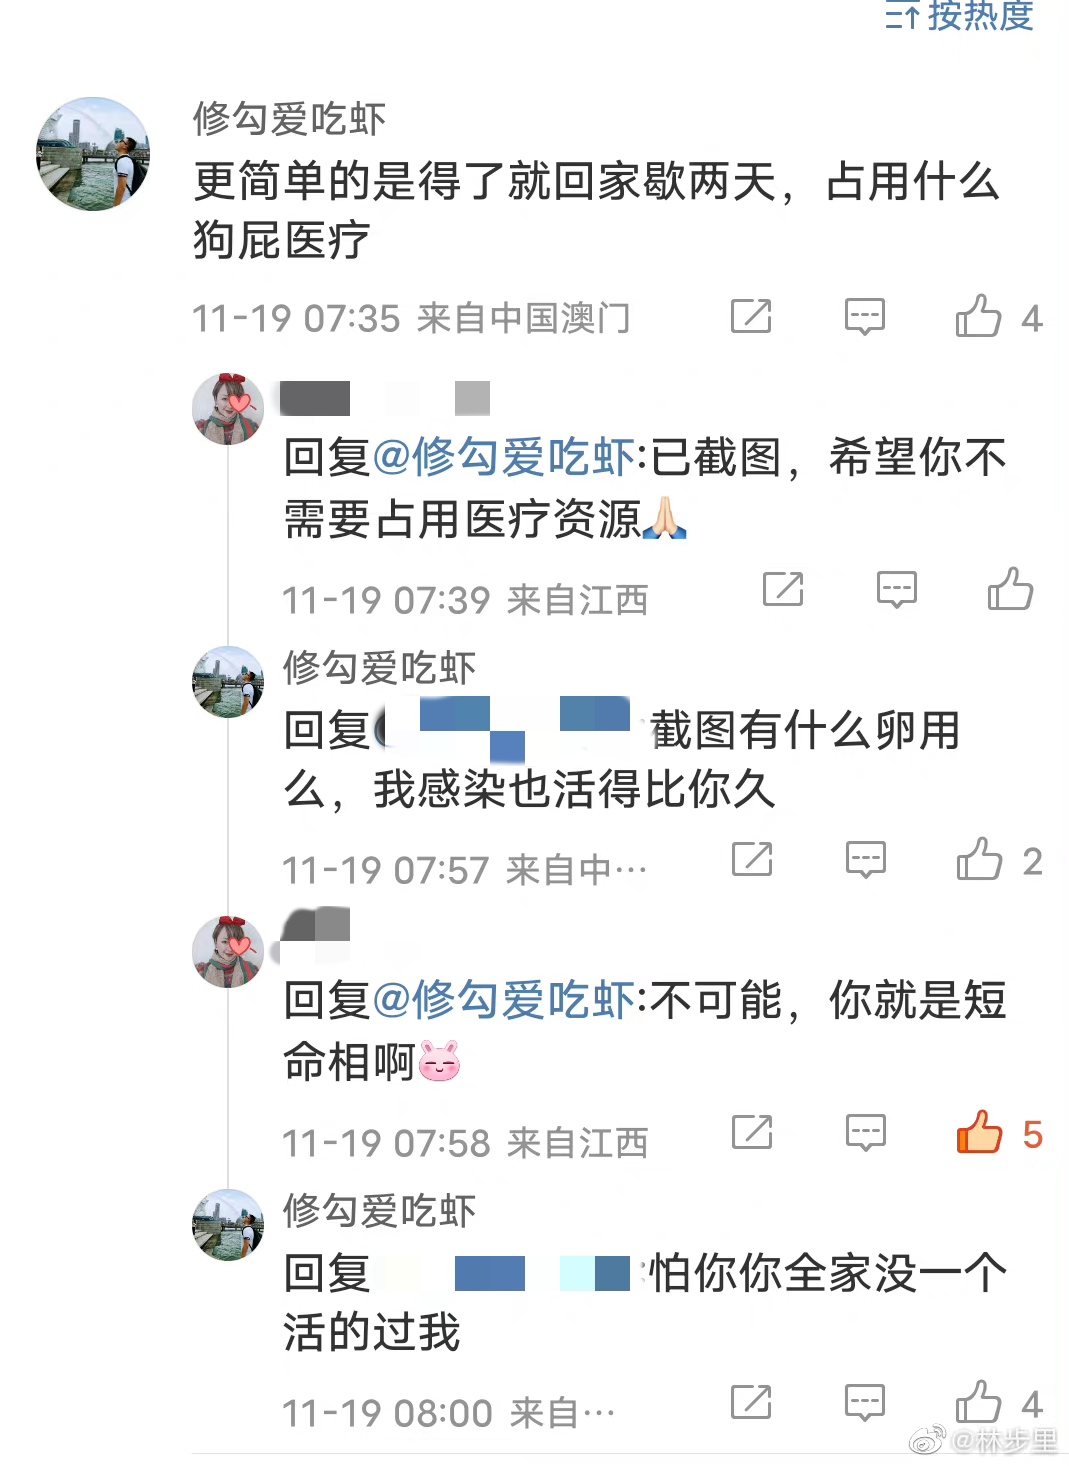 按热度
修勾爱吃虾
更简单的是得了就回家歇两天，占用什么
狗屁医疗
11-19 07:35 来自中国澳门
4
回复@修勾爱吃虾:已截图，希望你不
需要占用医疗资源🙏🏻
11-19 07:39 来自江西
修勾爱吃虾
回复 截图有什么卵用
么，我感染也活得比你久
11-19 07:57 来自中…
2
回复@修勾爱吃虾:不可能，你就是短
命相啊
11-19 07:58 来自江西
5
修勾爱吃虾
回复 :怕你你全家没一个
活的过我
11-19 08:00 来自…
4
@林步里